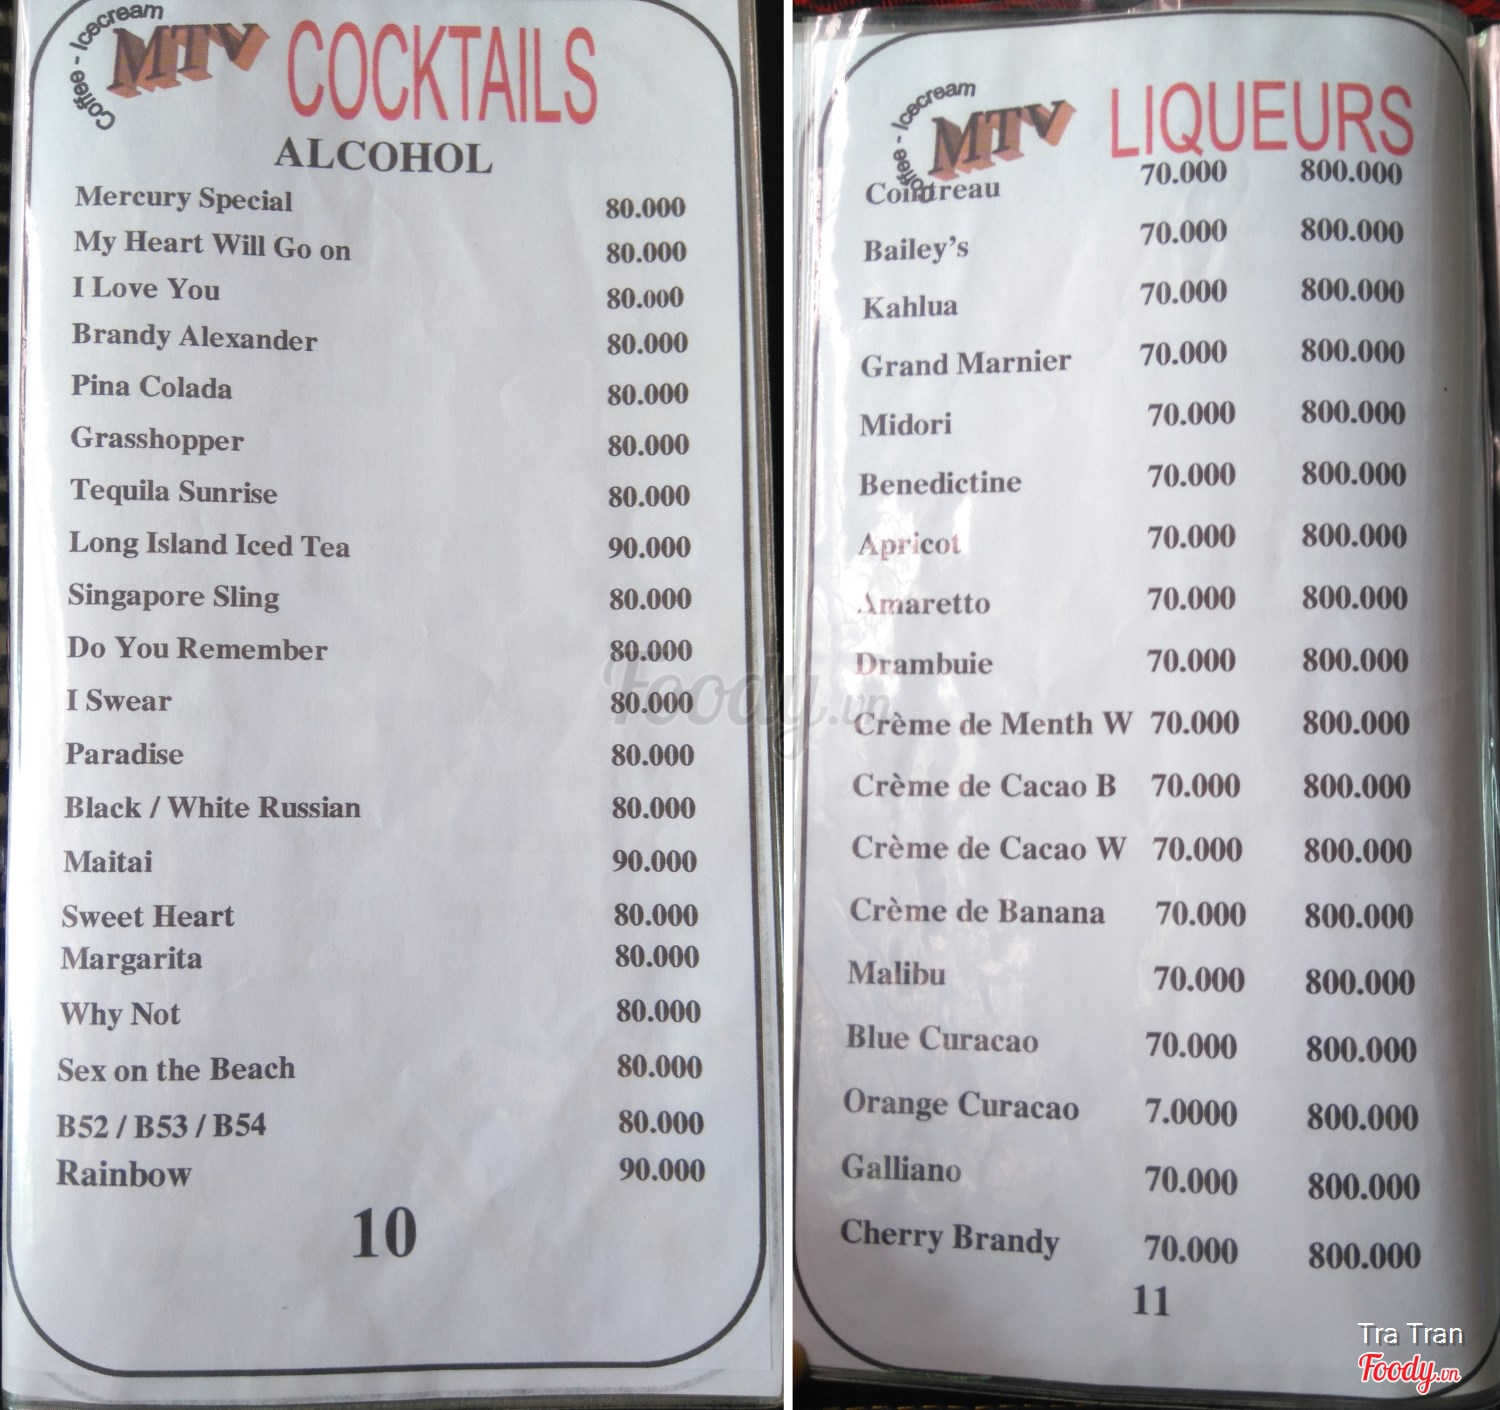 Coffee - Icecream
MTV
COCKTAILS
ALCOHOL
Mercury Special 80.000
My Heart Will Go on 80.000
I Love You 80.000
Brandy Alexander 80.000
Pina Colada 80.000
Grasshopper 80.000
Tequila Sunrise 80.000
Long Island Iced Tea 90.000
Singapore Sling 80.000
Do You Remember 80.000
I Swear 80.000
Paradise 80.000
Black / White Russian 80.000
Maitai 90.000
Sweet Heart 80.000
Margarita 80.000
Why Not 80.000
Sex on the Beach 80.000
B52 / B53 / B54 80.000
Rainbow 90.000
10
Coffee - Icecream
MTV
LIQUEURS
Cointreau 70.000 800.000
Bailey's 70.000 800.000
Kahlua 70.000 800.000
Grand Marnier 70.000 800.000
Midori 70.000 800.000
Benedictine 70.000 800.000
Apricot 70.000 800.000
Amaretto 70.000 800.000
Drambuie 70.000 800.000
Crème de Menth W 70.000 800.000
Crème de Cacao B 70.000 800.000
Crème de Cacao W 70.000 800.000
Crème de Banana 70.000 800.000
Malibu 70.000 800.000
Blue Curacao 70.000 800.000
Orange Curacao 7.0000 800.000
Galliano 70.000 800.000
Cherry Brandy 70.000 800.000
11
Foody.vn
Tra Tran
Foody.vn